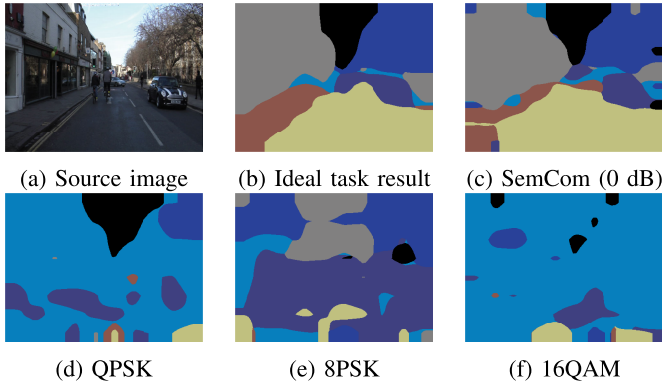 (a) Source image
(b) Ideal task result
(c) SemCom (0 dB)
(d) QPSK
(e) 8PSK
(f) 16QAM